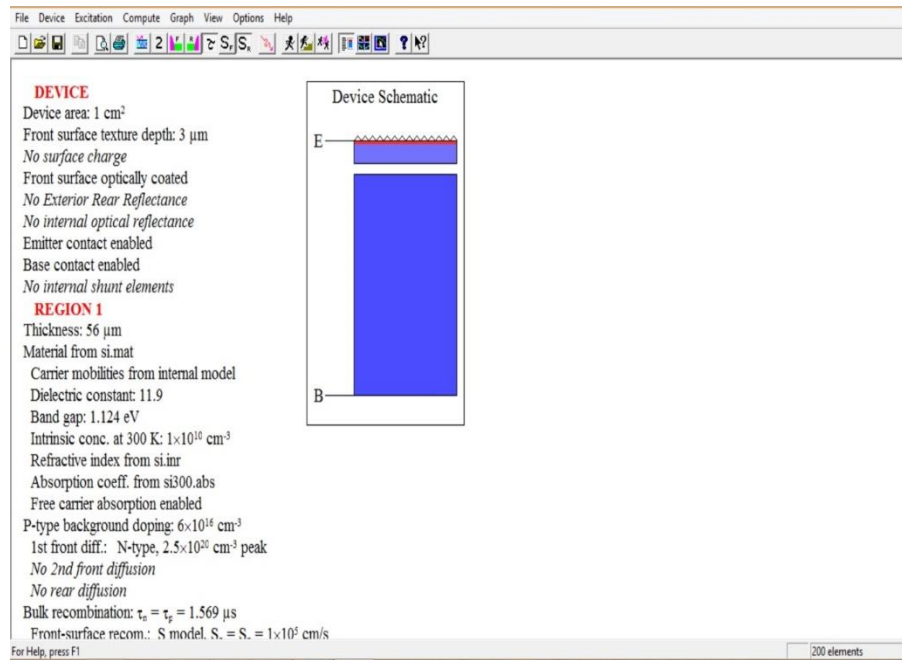 File Device Excitation Compute Graph View Options Help
2 S_F S_R
DEVICE
Device area: 1 cm²
Front surface texture depth: 3 µm
No surface charge
Front surface optically coated
No Exterior Rear Reflectance
No internal optical reflectance
Emitter contact enabled
Base contact enabled
No internal shunt elements
REGION 1
Thickness: 56 µm
Material from si.mat
Carrier mobilities from internal model
Dielectric constant: 11.9
Band gap: 1.124 eV
Intrinsic conc. at 300 K: 1×10¹⁰ cm⁻³
Refractive index from si.inr
Absorption coeff. from si300.abs
Free carrier absorption enabled
P-type background doping: 6×10¹⁶ cm⁻³
1st front diff.: N-type, 2.5×10²⁰ cm⁻³ peak
No 2nd front diffusion
No rear diffusion
Bulk recombination: τₙ = τₚ = 1.569 µs
Front-surface recom.: S model, Sₙ = Sₚ = 1×10⁵ cm/s
Device Schematic
E
B
For Help, press F1
200 elements